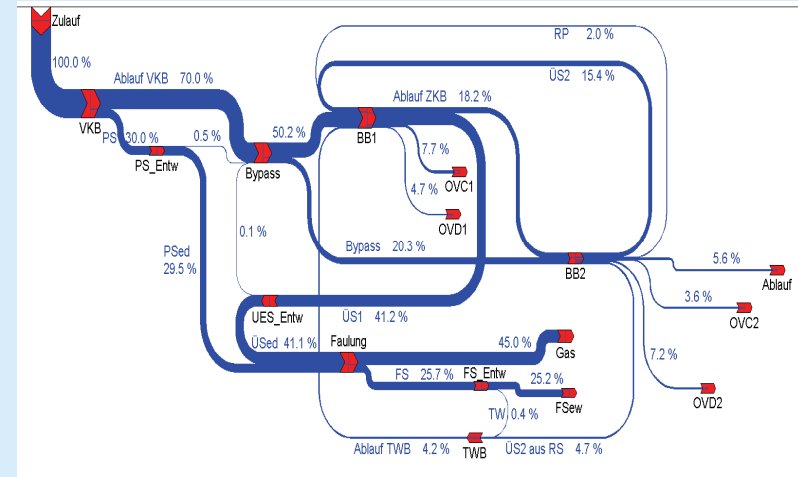 Zulauf
100.0 %
RP 2.0 %
ÜS2 15.4 %
Ablauf VKB 70.0 %
Ablauf ZKB 18.2 %
VKB
PS 30.0 %
0.5 %
50.2 %
BB1
PS_Entw
Bypass
7.7 %
OVC1
4.7 %
OVD1
0.1 %
PSed
29.5 %
Bypass 20.3 %
BB2
5.6 %
Ablauf
3.6 %
OVC2
UES_Entw
ÜS1 41.2 %
ÜSed 41.1 %
Faulung
45.0 %
Gas
7.2 %
OVD2
FS 25.7 %
FS_Entw
25.2 %
FSew
TW 0.4 %
Ablauf TWB 4.2 %
TWB
ÜS2 aus RS 4.7 %